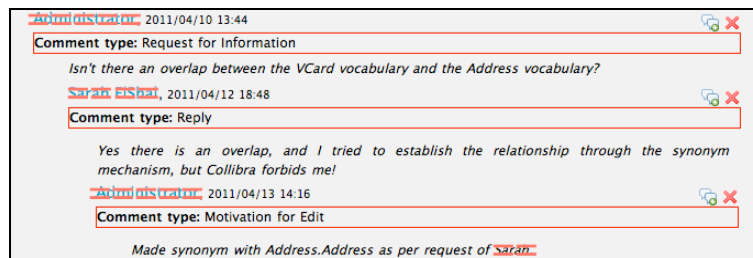 Administrator, 2011/04/10 13:44
Comment type: Request for Information
Isn't there an overlap between the VCard vocabulary and the Address vocabulary?
Sarah ElShal, 2011/04/12 18:48
Comment type: Reply
Yes there is an overlap, and I tried to establish the relationship through the synonym
mechanism, but Collibra forbids me!
Administrator, 2011/04/13 14:16
Comment type: Motivation for Edit
Made synonym with Address.Address as per request of Sarah.